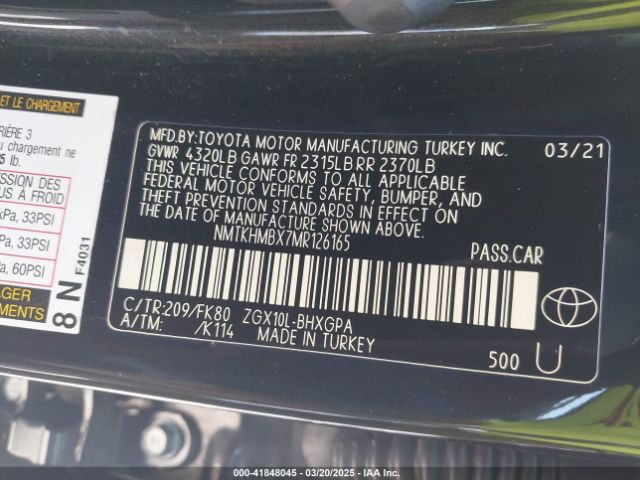 ET LE CHARGEMENT
RIÈRE 3
u chargement ne
5 lb.
SSION DES
US À FROID
kPa, 33PSI
a, 33PSI
a, 60PSI
AGER
EMENTS
8 N F4031
MFD.BY:TOYOTA MOTOR MANUFACTURING TURKEY INC. 03/21
GVWR 4320LB GAWR FR 2315LB RR 2370LB
THIS VEHICLE CONFORMS TO ALL APPLICABLE
FEDERAL MOTOR VEHICLE SAFETY, BUMPER, AND
THEFT PREVENTION STANDARDS IN EFFECT ON
THE DATE OF MANUFACTURE SHOWN ABOVE.
NMTKHMBX7MR126165 PASS.CAR
C/TR:209/FK80 ZGX10L-BHXGPA
A/TM: /K114 MADE IN TURKEY
500 U
000-41848045 — 03/20/2025 — IAA Inc.